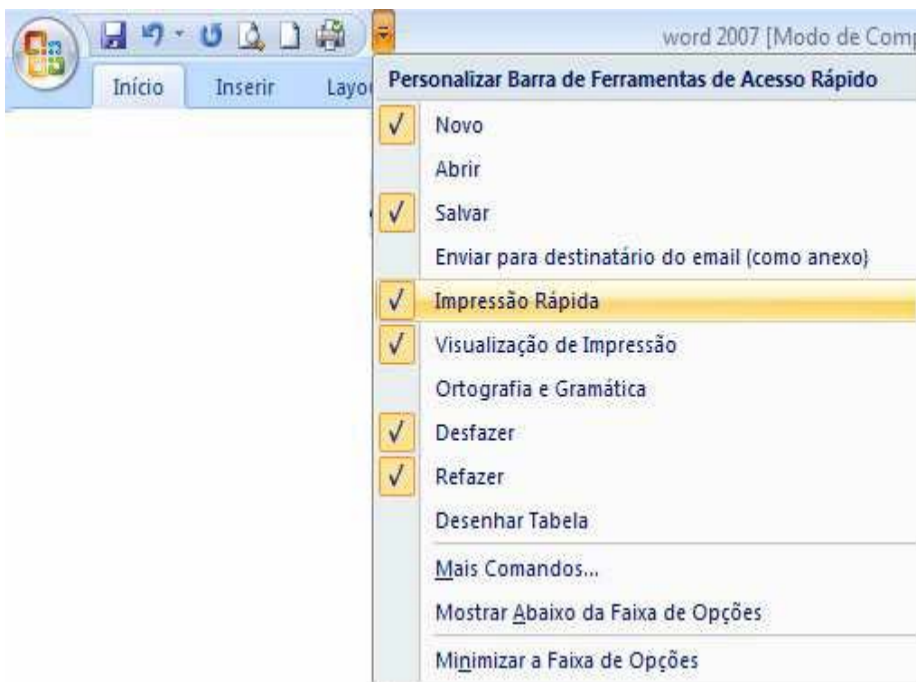 word 2007 [Modo de Comp
Início Inserir Layo
Personalizar Barra de Ferramentas de Acesso Rápido
Novo
Abrir
Salvar
Enviar para destinatário do email (como anexo)
Impressão Rápida
Visualização de Impressão
Ortografia e Gramática
Desfazer
Refazer
Desenhar Tabela
Mais Comandos...
Mostrar Abaixo da Faixa de Opções
Minimizar a Faixa de Opções